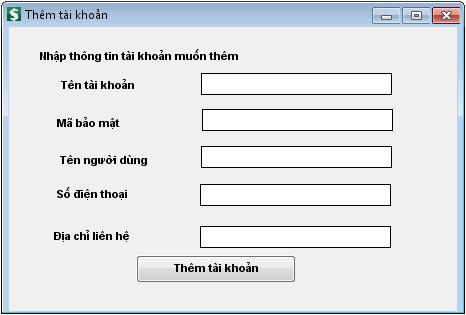 Thêm tài khoản
Nhập thông tin tài khoản muốn thêm
Tên tài khoản
Mã bảo mật
Tên người dùng
Số điện thoại
Địa chỉ liên hệ
Thêm tài khoản